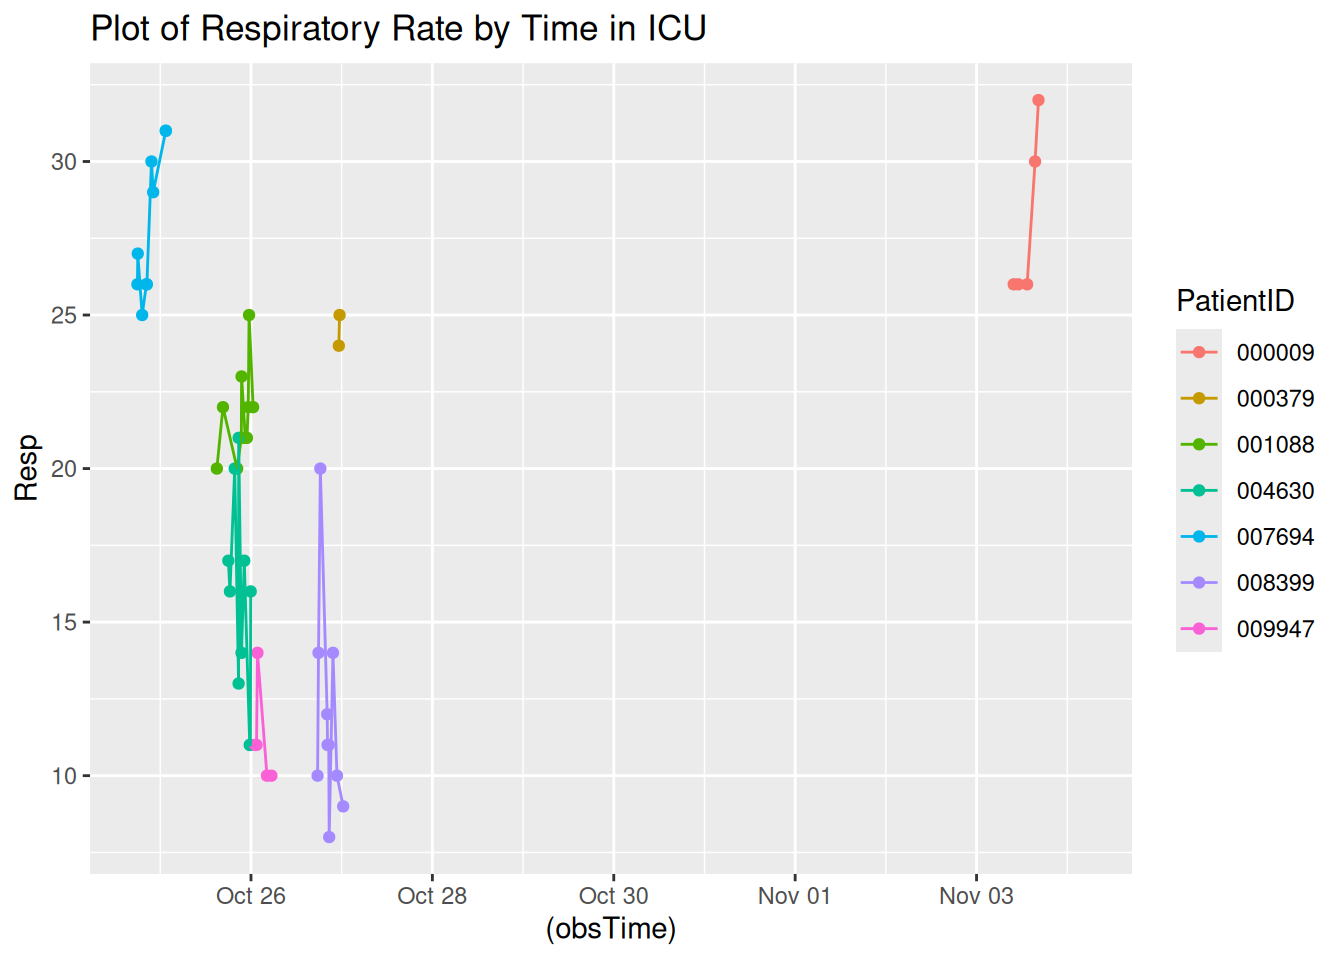 Plot of Respiratory Rate by Time in ICU
30
25
20
15
10
Resp
Oct 26
Oct 28
Oct 30
Nov 01
Nov 03
(obsTime)
PatientID
000009
000379
001088
004630
007694
008399
009947